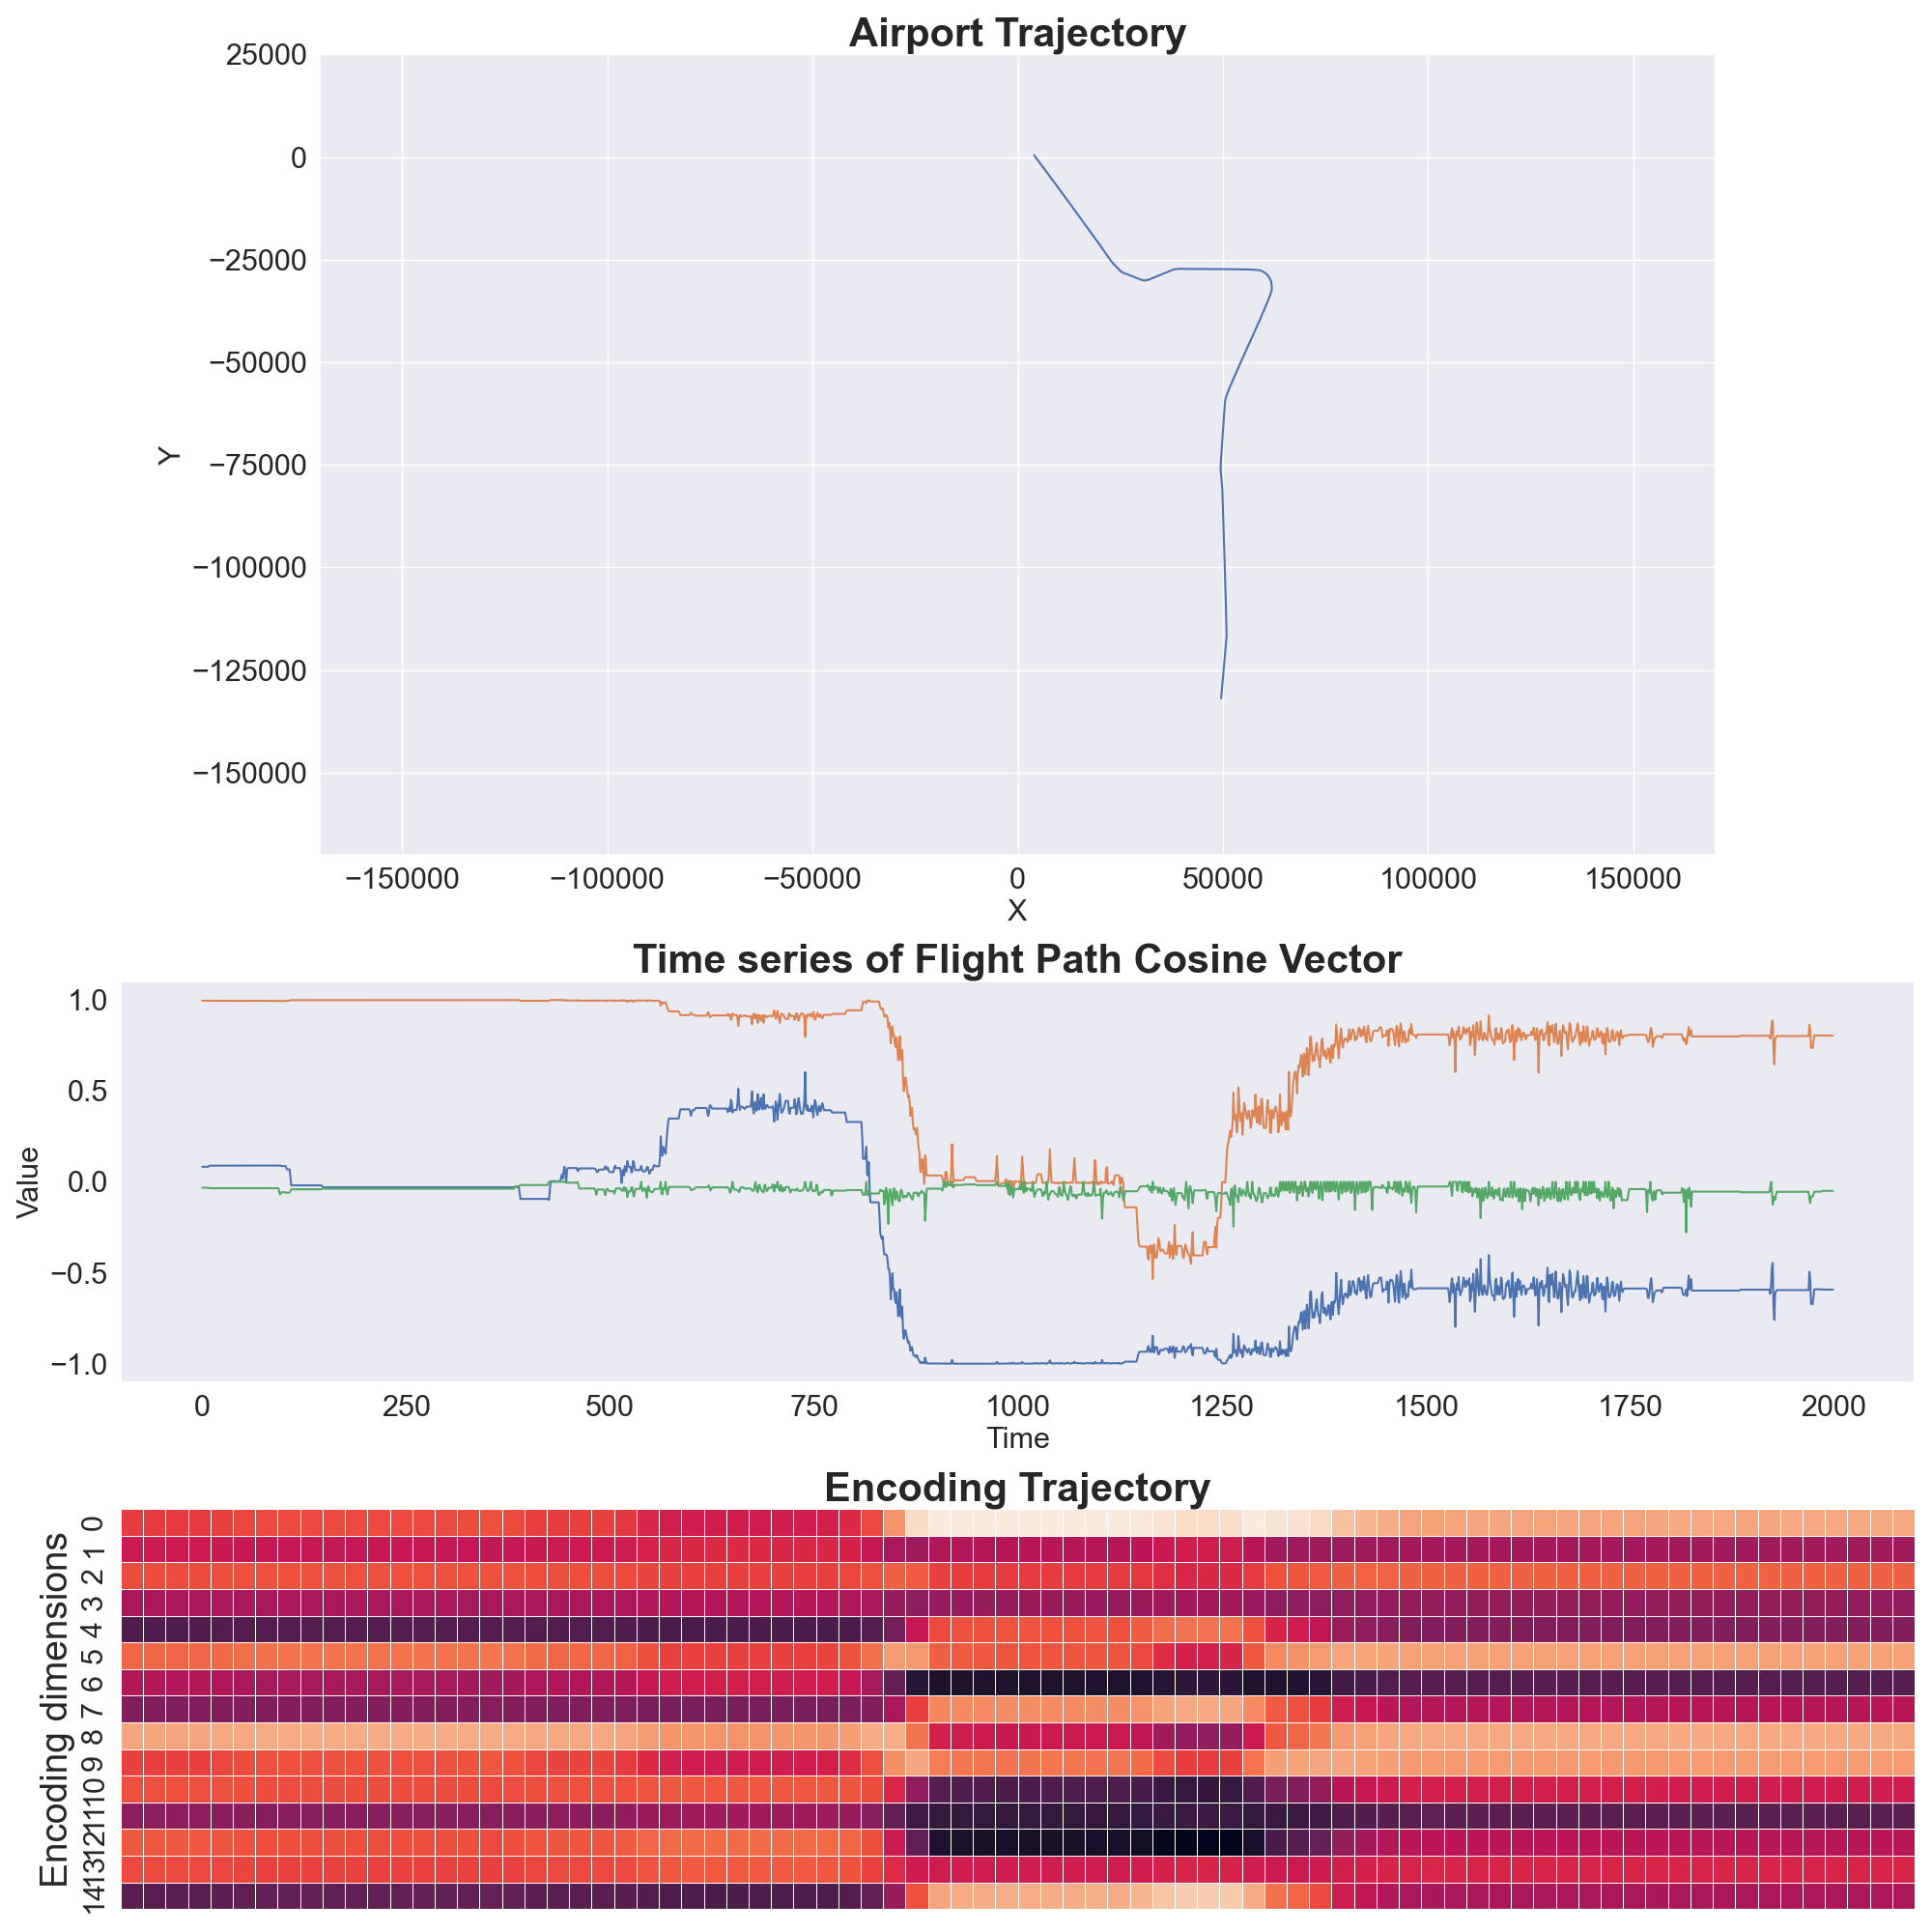 Airport Trajectory
25000
0
−25000
−50000
−75000
−100000
−125000
−150000
Y
−150000 −100000 −50000 0 50000 100000 150000
X
Time series of Flight Path Cosine Vector
1.0
0.5
0.0
−0.5
−1.0
Value
0 250 500 750 1000 1250 1500 1750 2000
Time
Encoding Trajectory
Encoding dimensions
0
1
2
3
4
5
6
7
8
9
10
11
12
13
14